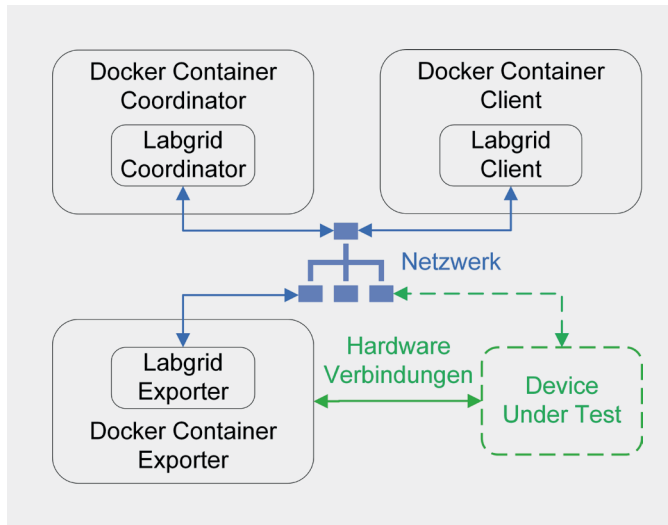 Docker Container
Coordinator
Labgrid
Coordinator
Docker Container
Client
Labgrid
Client
Netzwerk
Labgrid
Exporter
Docker Container
Exporter
Hardware
Verbindungen
Device
Under Test